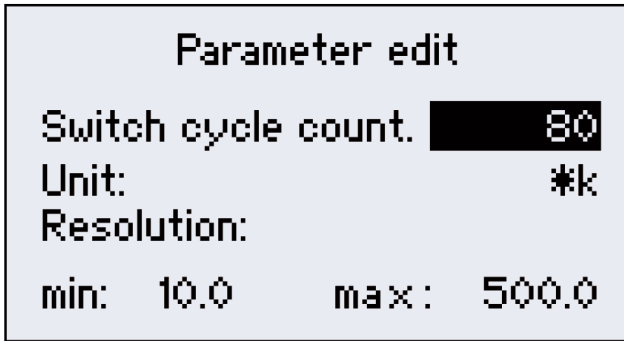 Parameter edit
Switch cycle count. 80
Unit: *k
Resolution:
min: 10.0 max: 500.0